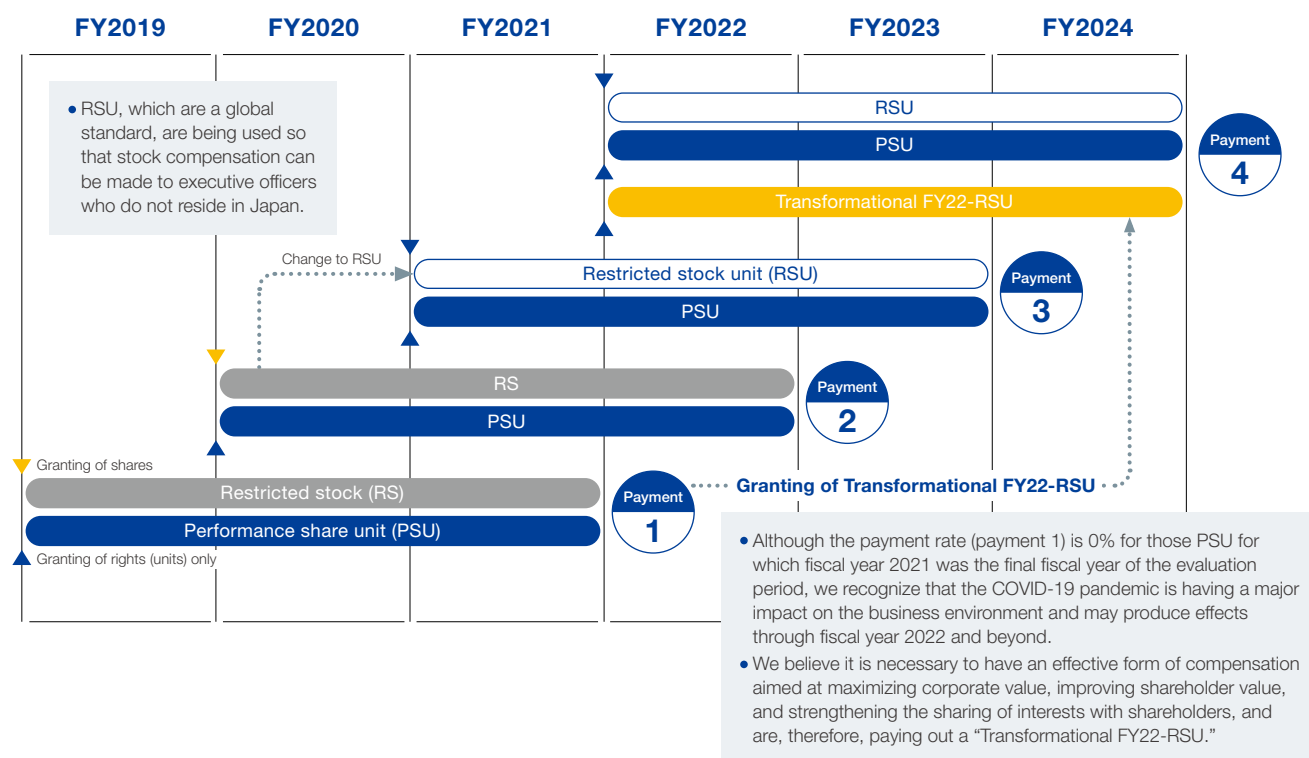 FY2019
FY2020
FY2021
FY2022
FY2023
FY2024
• RSU, which are a global
standard, are being used so
that stock compensation can
be made to executive officers
who do not reside in Japan.
RSU
PSU
Payment
4
Transformational FY22-RSU
Change to RSU
Restricted stock unit (RSU)
PSU
Payment
3
RS
PSU
Payment
2
Granting of shares
Restricted stock (RS)
Performance share unit (PSU)
Granting of rights (units) only
Payment
1
Granting of Transformational FY22-RSU
• Although the payment rate (payment 1) is 0% for those PSU for
which fiscal year 2021 was the final fiscal year of the evaluation
period, we recognize that the COVID-19 pandemic is having a major
impact on the business environment and may produce effects
through fiscal year 2022 and beyond.
• We believe it is necessary to have an effective form of compensation
aimed at maximizing corporate value, improving shareholder value,
and strengthening the sharing of interests with shareholders, and
are, therefore, paying out a “Transformational FY22-RSU.”